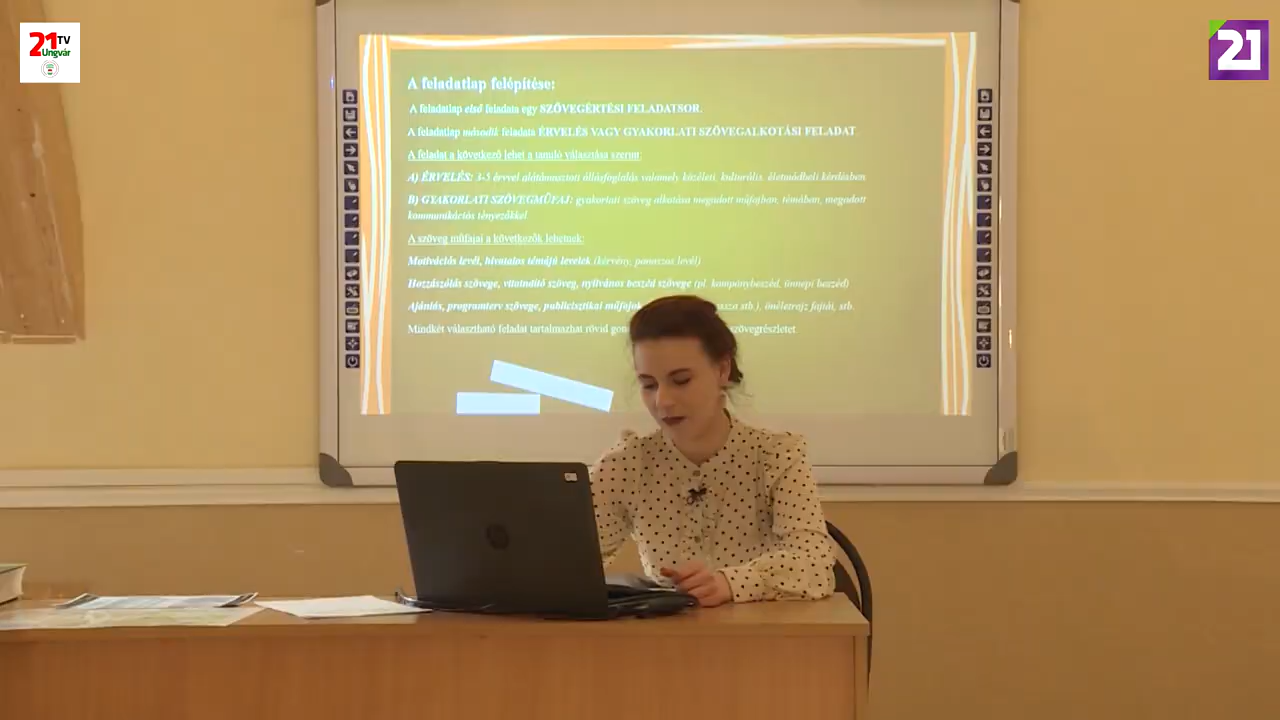 21 TV
Ungvár
21
A feladatlap felépítése:
A feladatlap első feladata egy SZÖVEGÉRTÉSI FELADATSOR.
A feladatlap második feladata ÉRVELÉS VAGY GYAKORLATI SZÖVEGALKOTÁSI FELADAT.
A feladat a következő lehet a tanuló választása szerint:
A) ÉRVELÉS: 3-5 érvvel alátámasztott állásfoglalás valamely közéleti, kulturális, életmódbeli kérdésben
B) GYAKORLATI SZÖVEGMŰFAJ: gyakorlati szöveg alkotása megadott műfajban, témában, megadott
kommunikációs tényezőkkel
A szöveg műfajai a következők lehetnek:
Motivációs levél, hivatalos témájú levelek (kérvény, panaszos levél)
Hozzászólás szövege, vitaindító szöveg, nyilvános beszéd szövege (pl. kampánybeszéd, ünnepi beszéd)
Ajánlás, programterv szövege, publicisztikai műfajok stb.), önéletrajz fajtái, stb.
Mindkét választható feladat tartalmazhat rövid szövegrészletet.